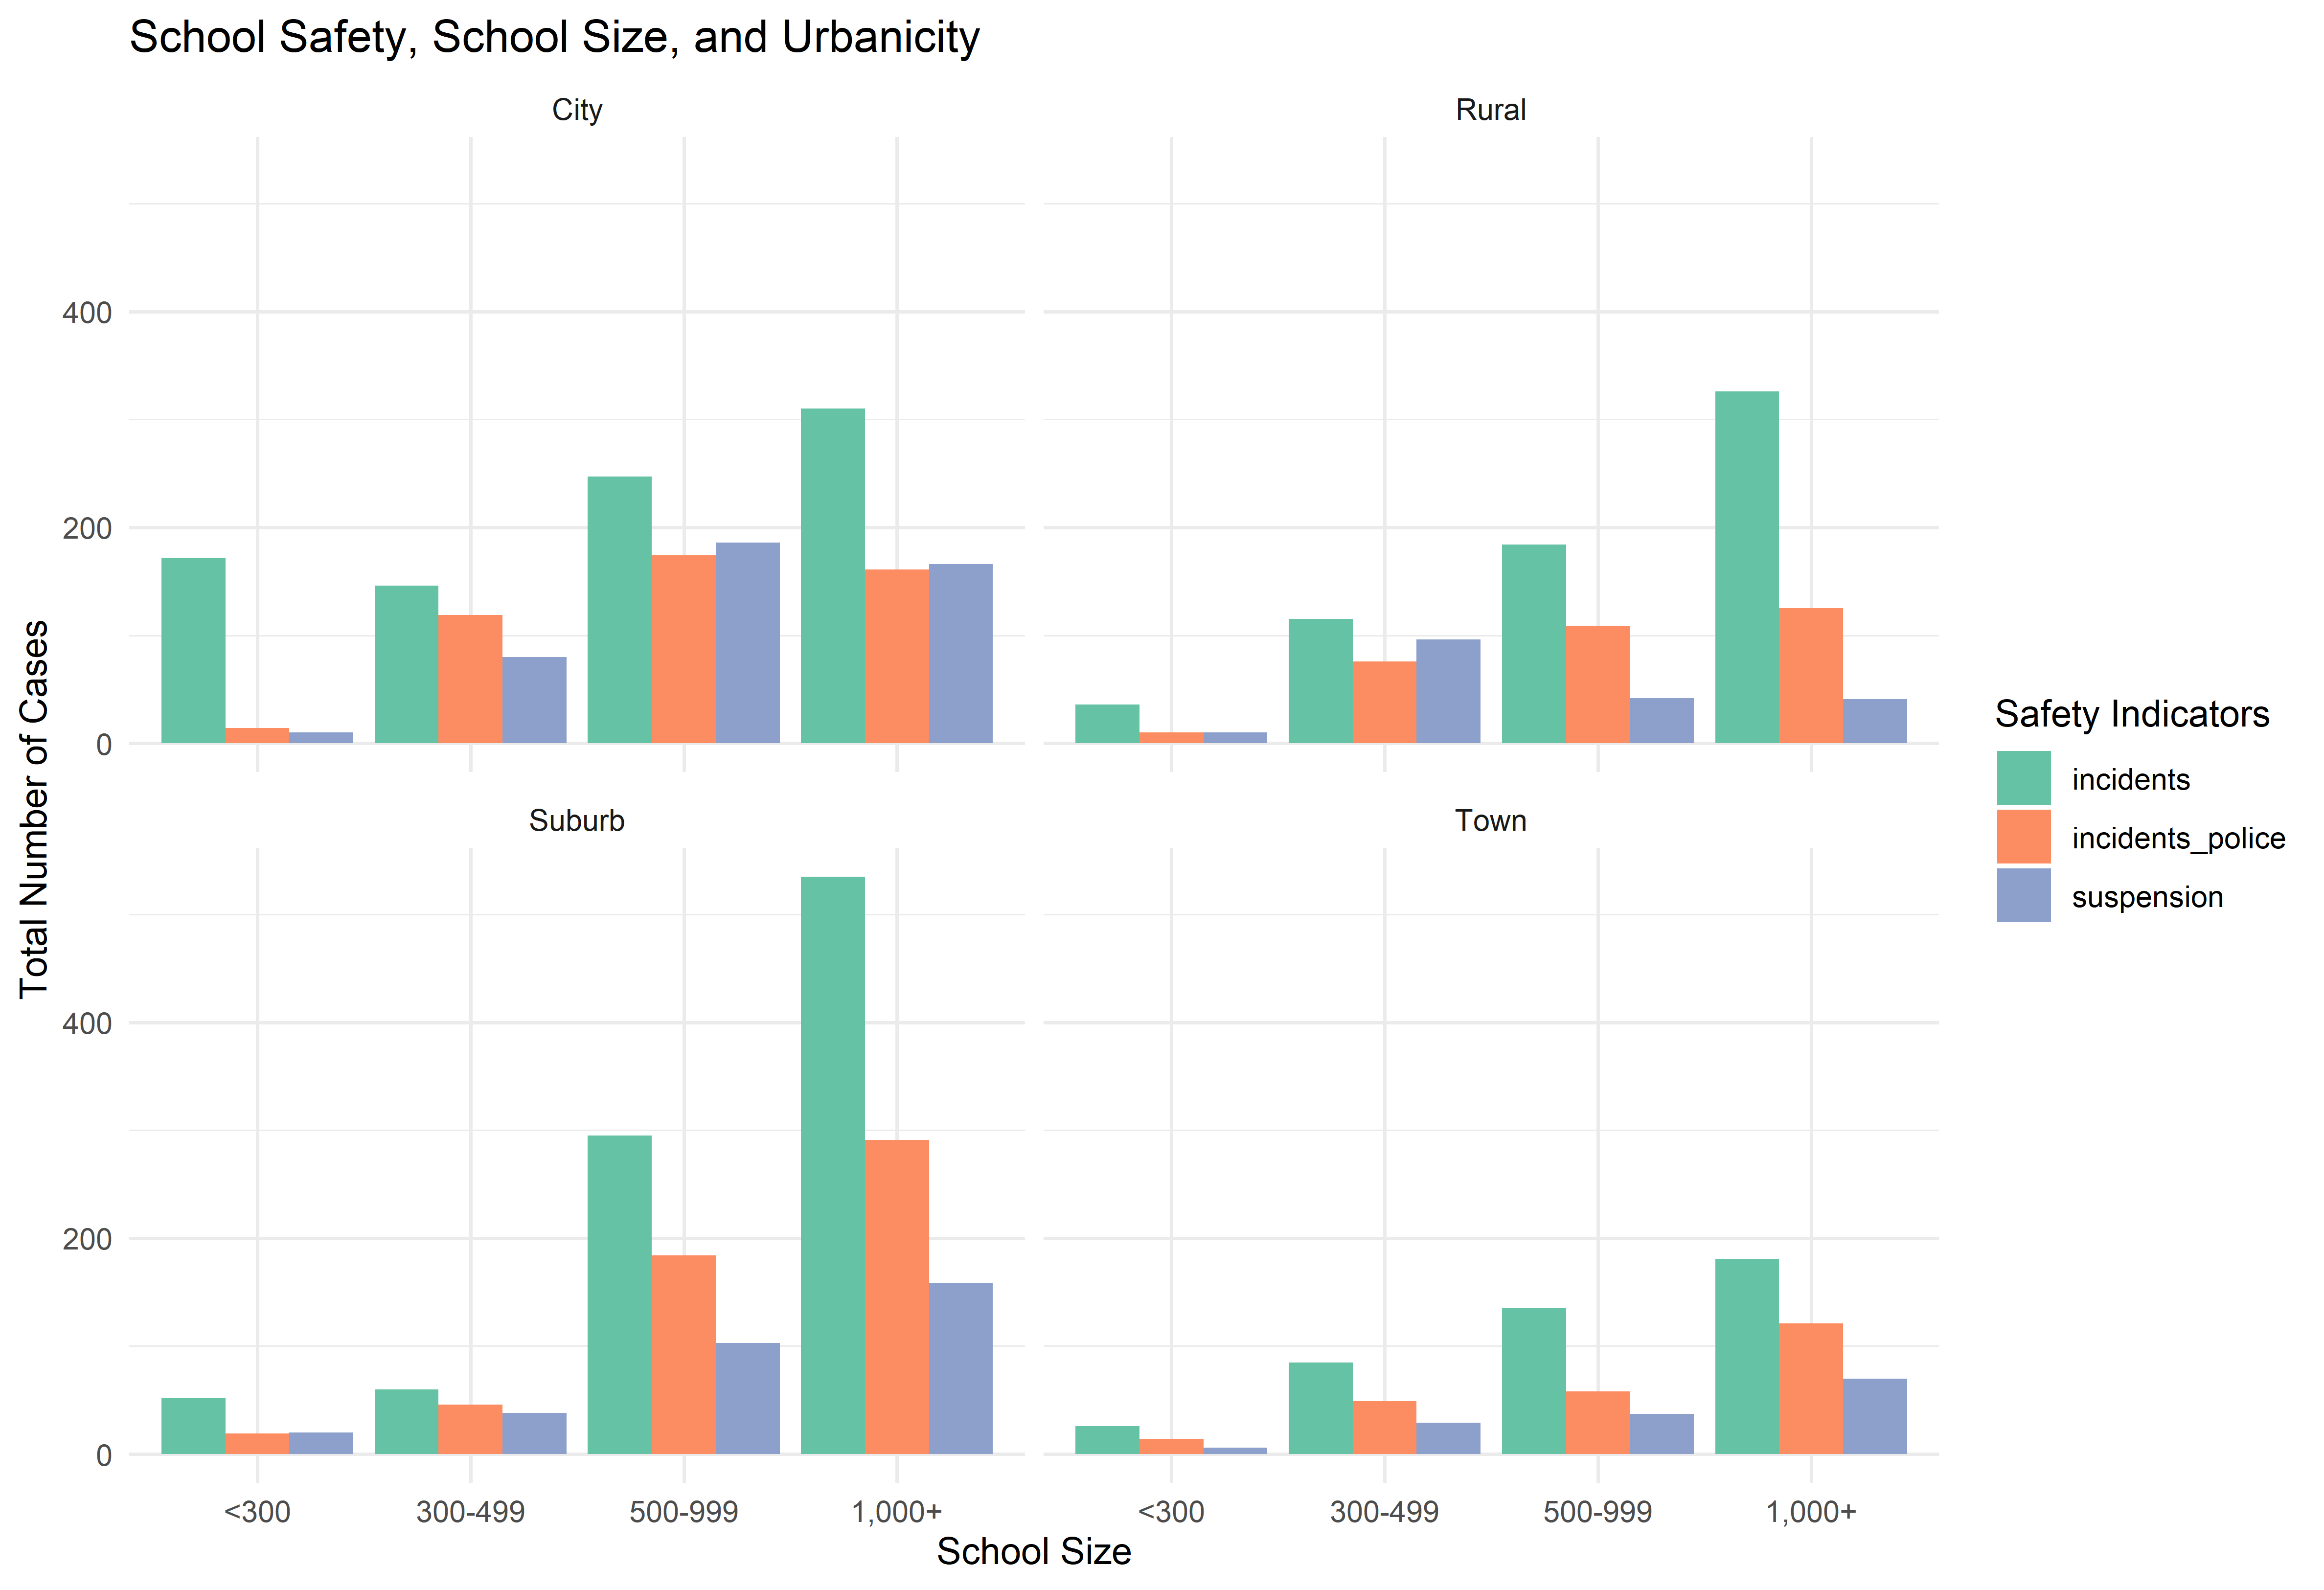 School Safety, School Size, and Urbanicity
City
Rural
400
200
0
Suburb
Town
400
200
0
<300
300-499
500-999
1,000+
<300
300-499
500-999
1,000+
School Size
Total Number of Cases
Safety Indicators
incidents
incidents_police
suspension